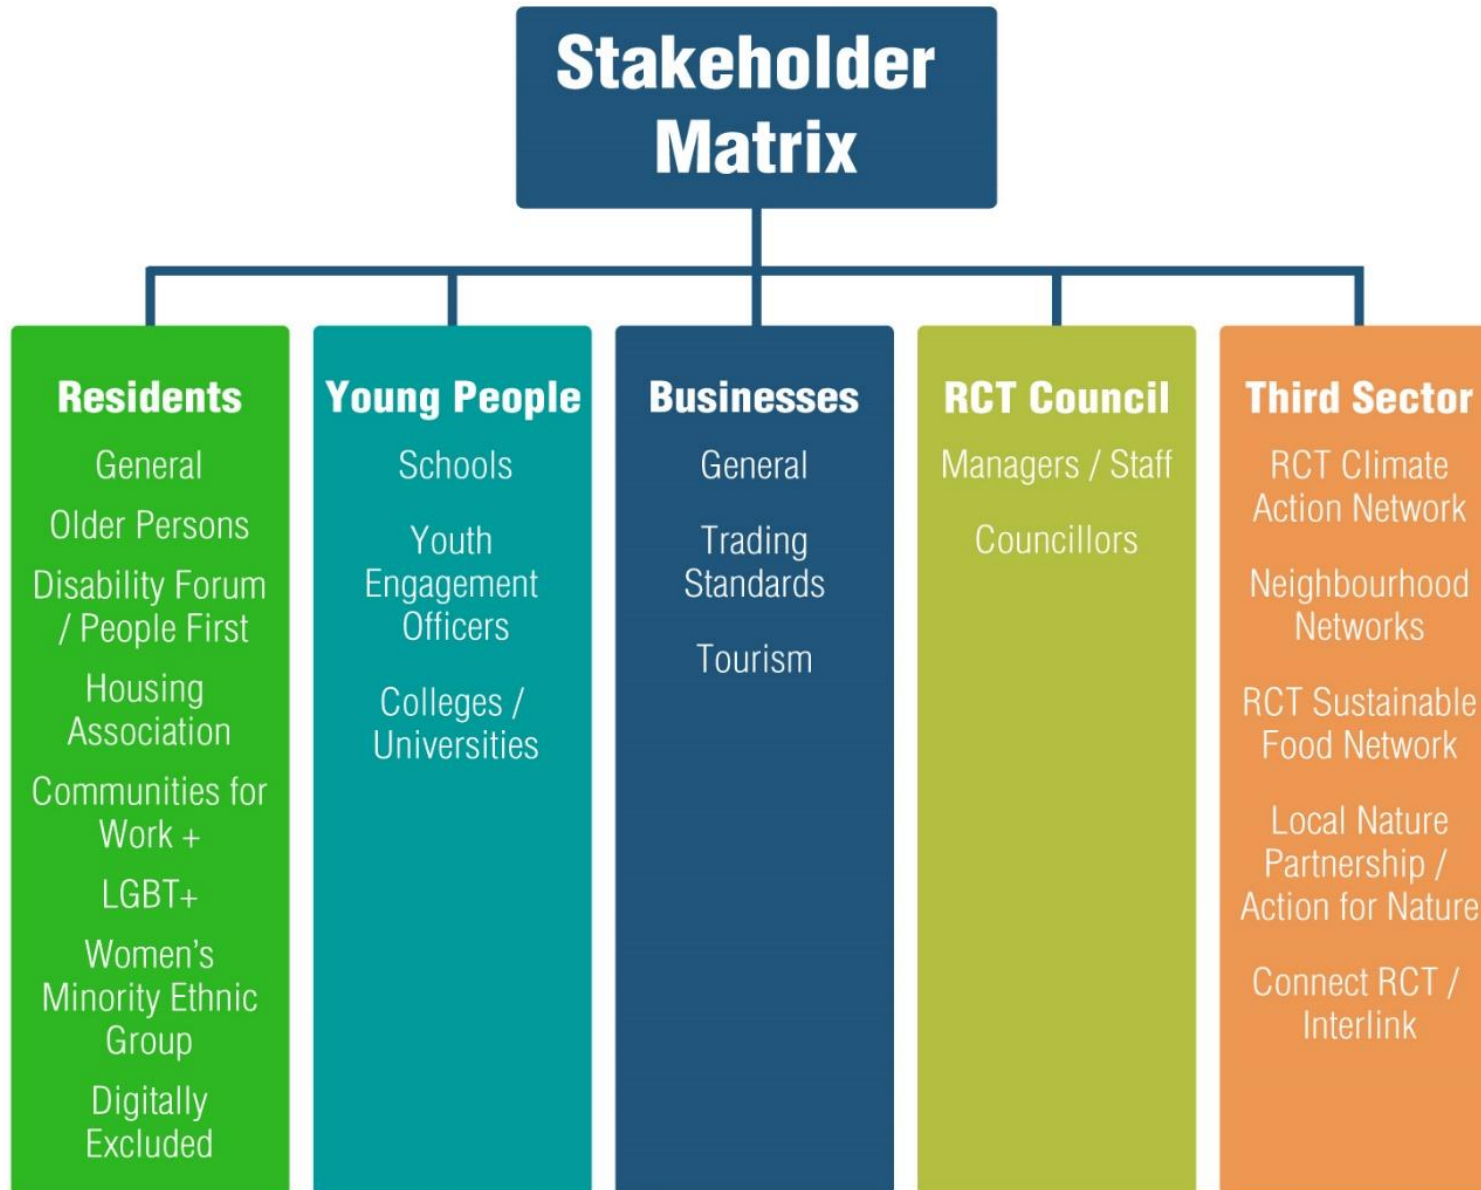 Stakeholder
Matrix
Residents
General
Older Persons
Disability Forum
/ People First
Housing
Association
Communities for
Work +
LGBT+
Women’s
Minority Ethnic
Group
Digitally
Excluded
Young People
Schools
Youth
Engagement
Officers
Colleges /
Universities
Businesses
General
Trading
Standards
Tourism
RCT Council
Managers / Staff
Councillors
Third Sector
RCT Climate
Action Network
Neighbourhood
Networks
RCT Sustainable
Food Network
Local Nature
Partnership /
Action for Nature
Connect RCT /
Interlink